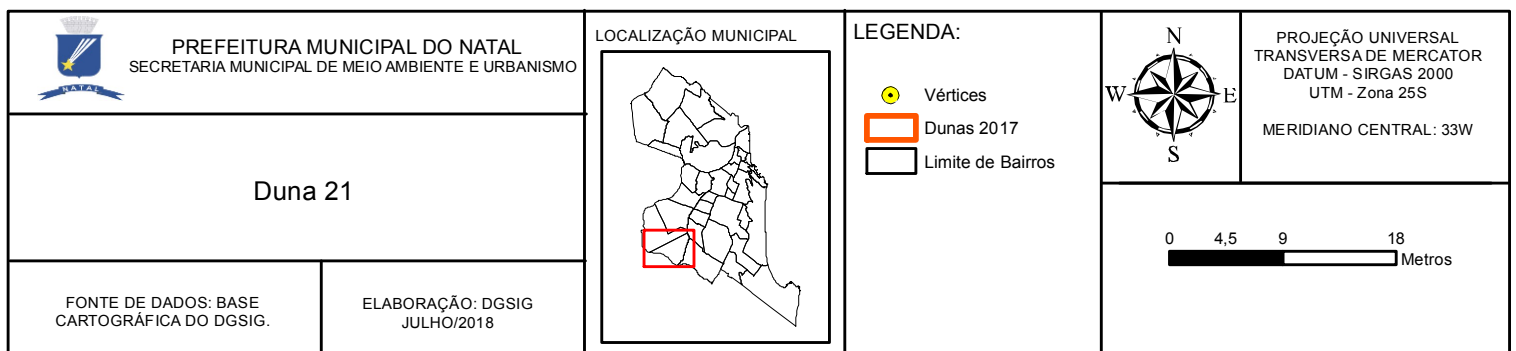 NATAL
PREFEITURA MUNICIPAL DO NATAL
SECRETARIA MUNICIPAL DE MEIO AMBIENTE E URBANISMO
Duna 21
FONTE DE DADOS: BASE
CARTOGRÁFICA DO DGSIG.
ELABORAÇÃO: DGSIG
JULHO/2018
LOCALIZAÇÃO MUNICIPAL
LEGENDA:
Vértices
Dunas 2017
Limite de Bairros
N
W E
S
PROJEÇÃO UNIVERSAL
TRANSVERSA DE MERCATOR
DATUM - SIRGAS 2000
UTM - Zona 25S
MERIDIANO CENTRAL: 33W
0 4,5 9 18
Metros